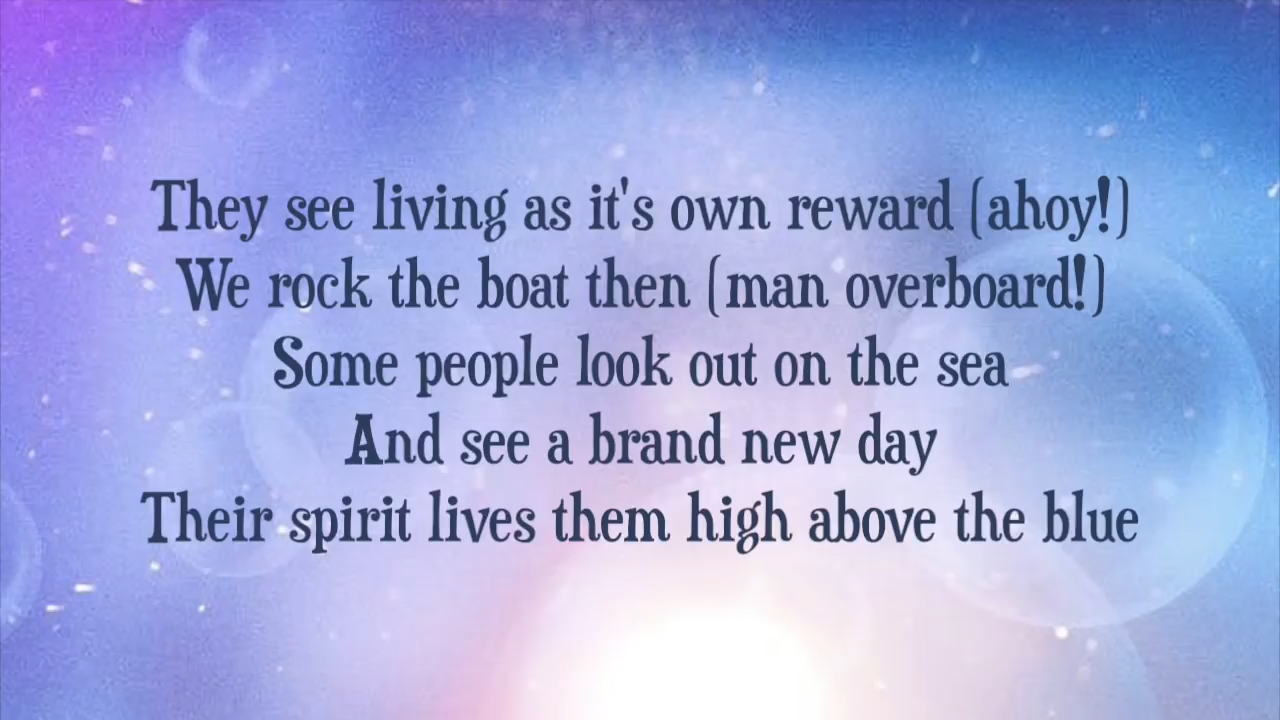 They see living as it's own reward (ahoy!)
We rock the boat then (man overboard!)
Some people look out on the sea
And see a brand new day
Their spirit lives them high above the blue